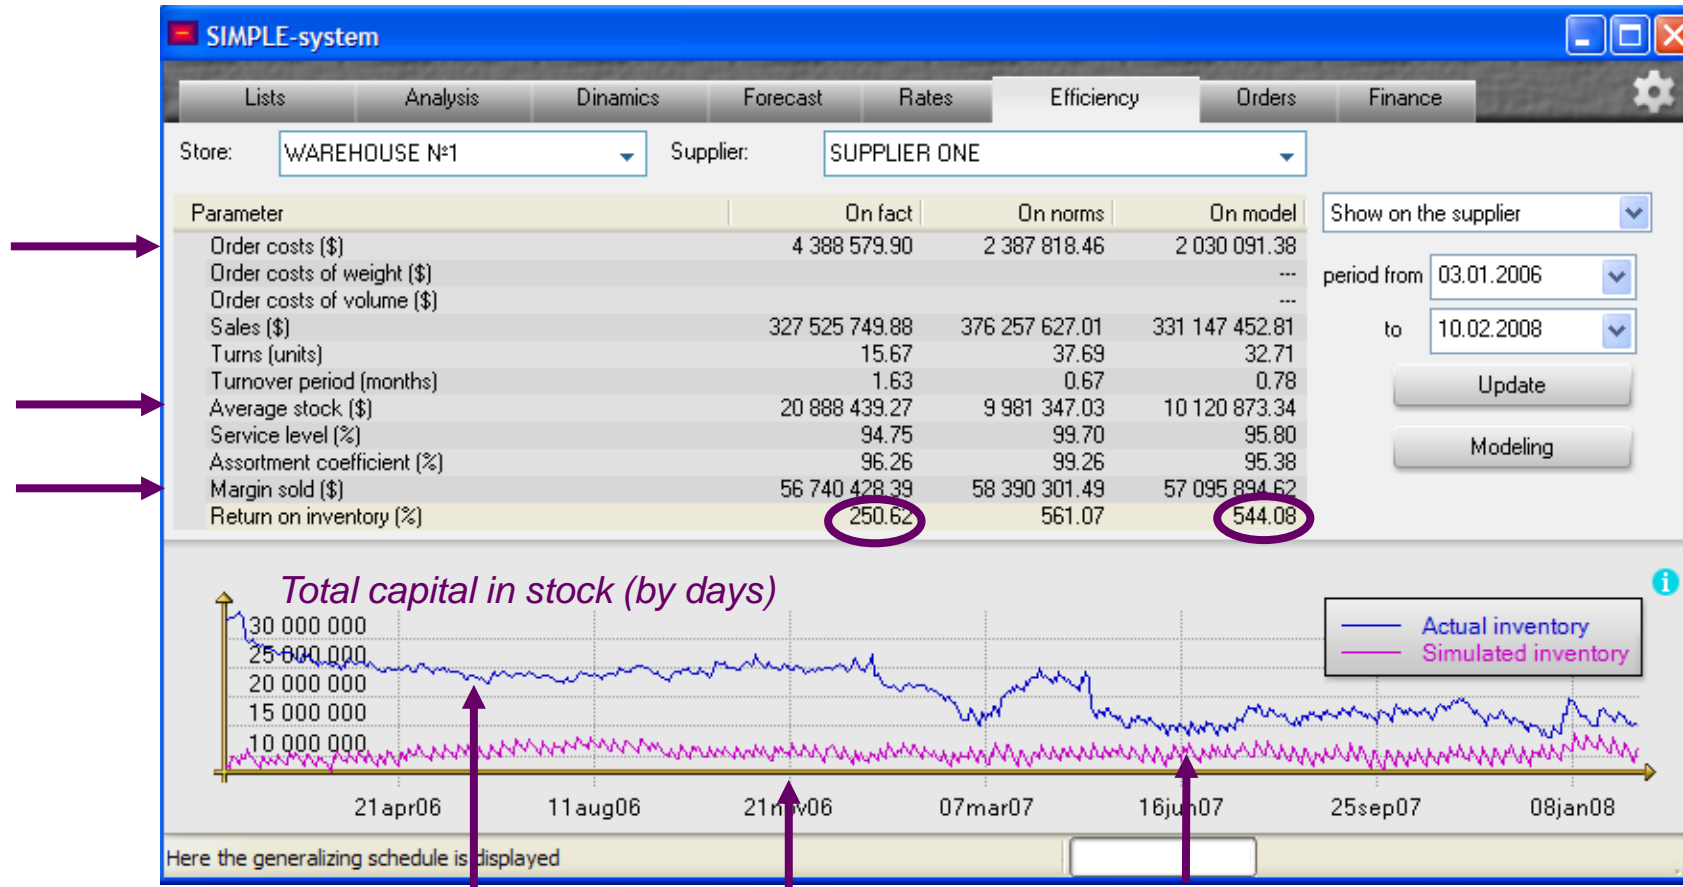 SIMPLE-system
Lists Analysis Dinamics Forecast Rates Efficiency Orders Finance
Store: WAREHOUSE Nº1 Supplier: SUPPLIER ONE
Parameter On fact On norms On model Show on the supplier
Order costs ($) 4 388 579.90 2 387 818.46 2 030 091.38
Order costs of weight ($) ---
period from 03.01.2006
Order costs of volume ($) ---
Sales ($) 327 525 749.88 376 257 627.01 331 147 452.81
to 10.02.2008
Turns (units) 15.67 37.69 32.71
Turnover period (months) 1.63 0.67 0.78
Update
Average stock ($) 20 888 439.27 9 981 347.03 10 120 873.34
Service level (%) 94.75 99.70 95.80
Modeling
Assortment coefficient (%) 96.26 99.26 95.38
Margin sold ($) 56 740 428.39 58 390 301.49 57 095 894.62
Return on inventory (%) 250.62 561.07 544.08
Total capital in stock (by days)
30 000 000
25 000 000
20 000 000
15 000 000
10 000 000
Actual inventory
Simulated inventory
21apr06 11aug06 21nov06 07mar07 16jun07 25sep07 08jan08
Here the generalizing schedule is displayed